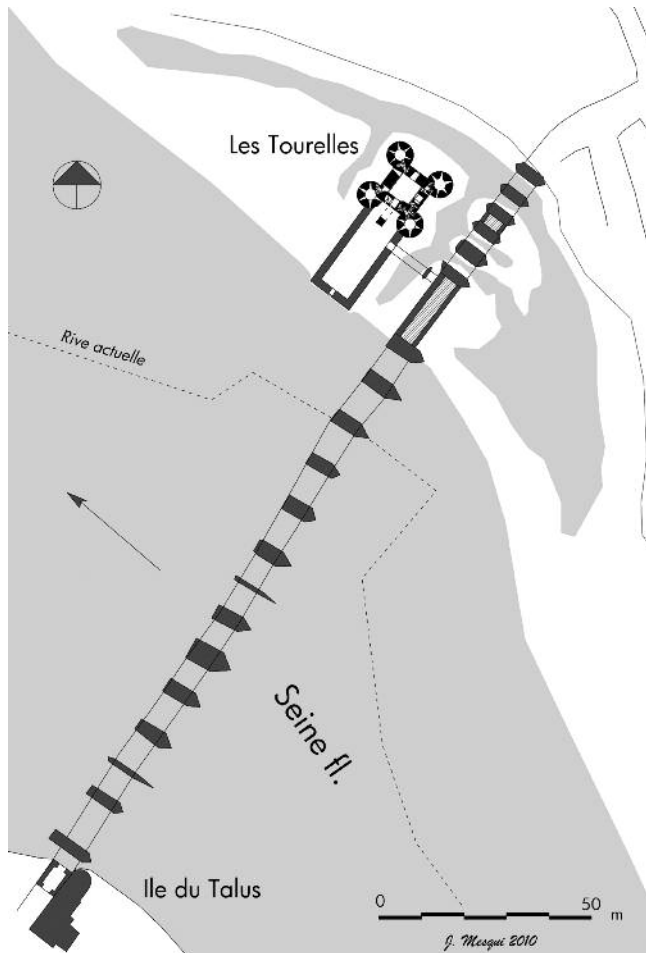 Les Tourelles
Rive actuelle
Seine fl.
Ile du Talus
0 50 m
J. Mesqui 2010